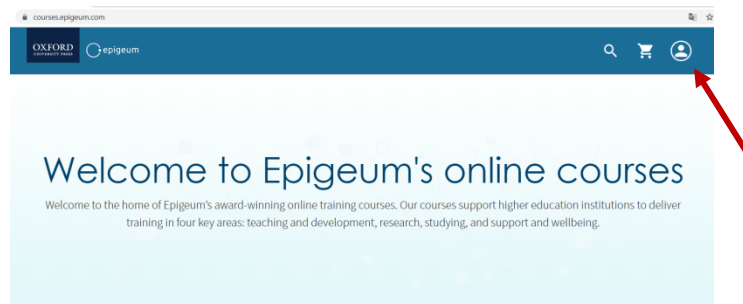 courses.epigeum.com
OXFORD
UNIVERSITY PRESS
epigeum
Welcome to Epigeum's online courses
Welcome to the home of Epigeum's award-winning online training courses. Our courses support higher education institutions to deliver
training in four key areas: teaching and development, research, studying, and support and wellbeing.